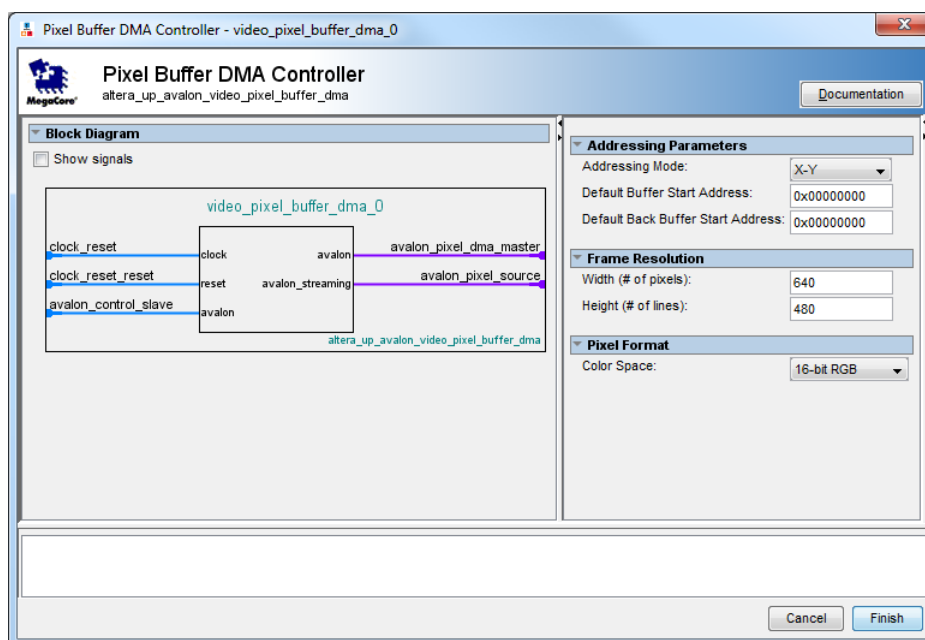 Pixel Buffer DMA Controller - video_pixel_buffer_dma_0
X
MegaCore®
Pixel Buffer DMA Controller
altera_up_avalon_video_pixel_buffer_dma
Documentation
Block Diagram
Show signals
video_pixel_buffer_dma_0
clock_reset
clock
avalon
avalon_pixel_dma_master
clock_reset_reset
reset
avalon_streaming
avalon_pixel_source
avalon_control_slave
avalon
altera_up_avalon_video_pixel_buffer_dma
Addressing Parameters
Addressing Mode: X-Y
Default Buffer Start Address: 0x00000000
Default Back Buffer Start Address: 0x00000000
Frame Resolution
Width (# of pixels): 640
Height (# of lines): 480
Pixel Format
Color Space: 16-bit RGB
Cancel
Finish